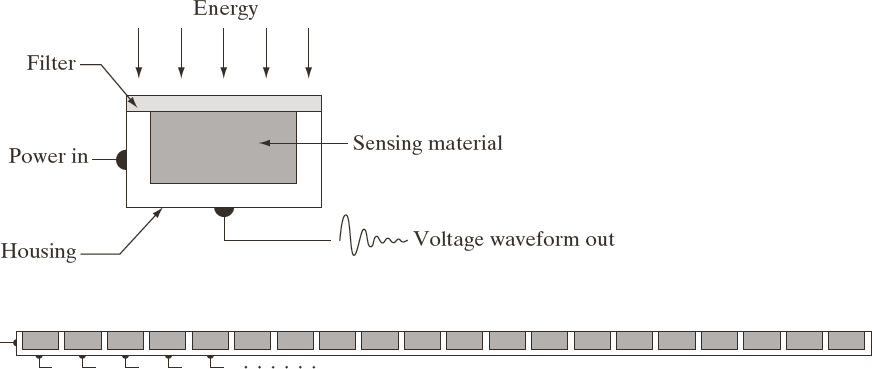 Energy
Filter
Sensing material
Power in
Voltage waveform out
Housing
. . . . . .